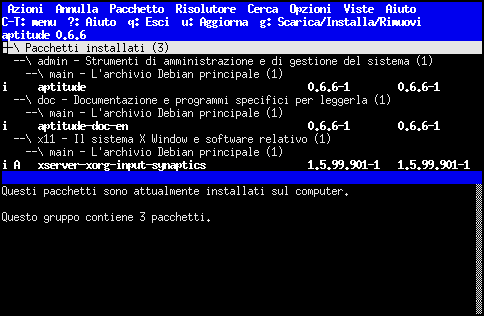 Azioni Annulla Pacchetto Risolutore Cerca Opzioni Viste Aiuto
C-T: menu ?: Aiuto q: Esci u: Aggiorna g: Scarica/Installa/Rimuovi
aptitude 0.6.6
--\ Pacchetti installati (3)
--\ admin - Strumenti di amministrazione e di gestione del sistema (1)
--\ main - L'archivio Debian principale (1)
i aptitude 0.6.6-1 0.6.6-1
--\ doc - Documentazione e programmi specifici per leggerla (1)
--\ main - L'archivio Debian principale (1)
i aptitude-doc-en 0.6.6-1 0.6.6-1
--\ x11 - Il sistema X Window e software relativo (1)
--\ main - L'archivio Debian principale (1)
i A xserver-xorg-input-synaptics 1.5.99.901-1 1.5.99.901-1
Questi pacchetti sono attualmente installati sul computer.
Questo gruppo contiene 3 pacchetti.